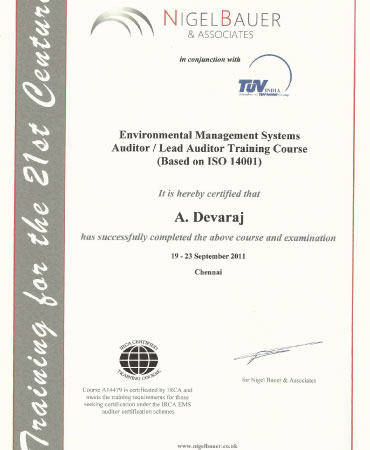 NIGELBAUER
& ASSOCIATES
in conjunction with
TÜV INDIA
Environmental Management Systems
Auditor / Lead Auditor Training Course
(Based on ISO 14001)
It is hereby certified that
A. Devaraj
has successfully completed the above course and examination
19 - 23 September 2011
Chennai
IRCA CERTIFIED
TRAINING COURSE
Course A14479 is certificated by IRCA and
meets the training requirements for those
seeking certification under the IRCA EMS
auditor certification schemes
for Nigel Bauer & Associates
www.nigelbauer.co.uk
Training for the 21st Century